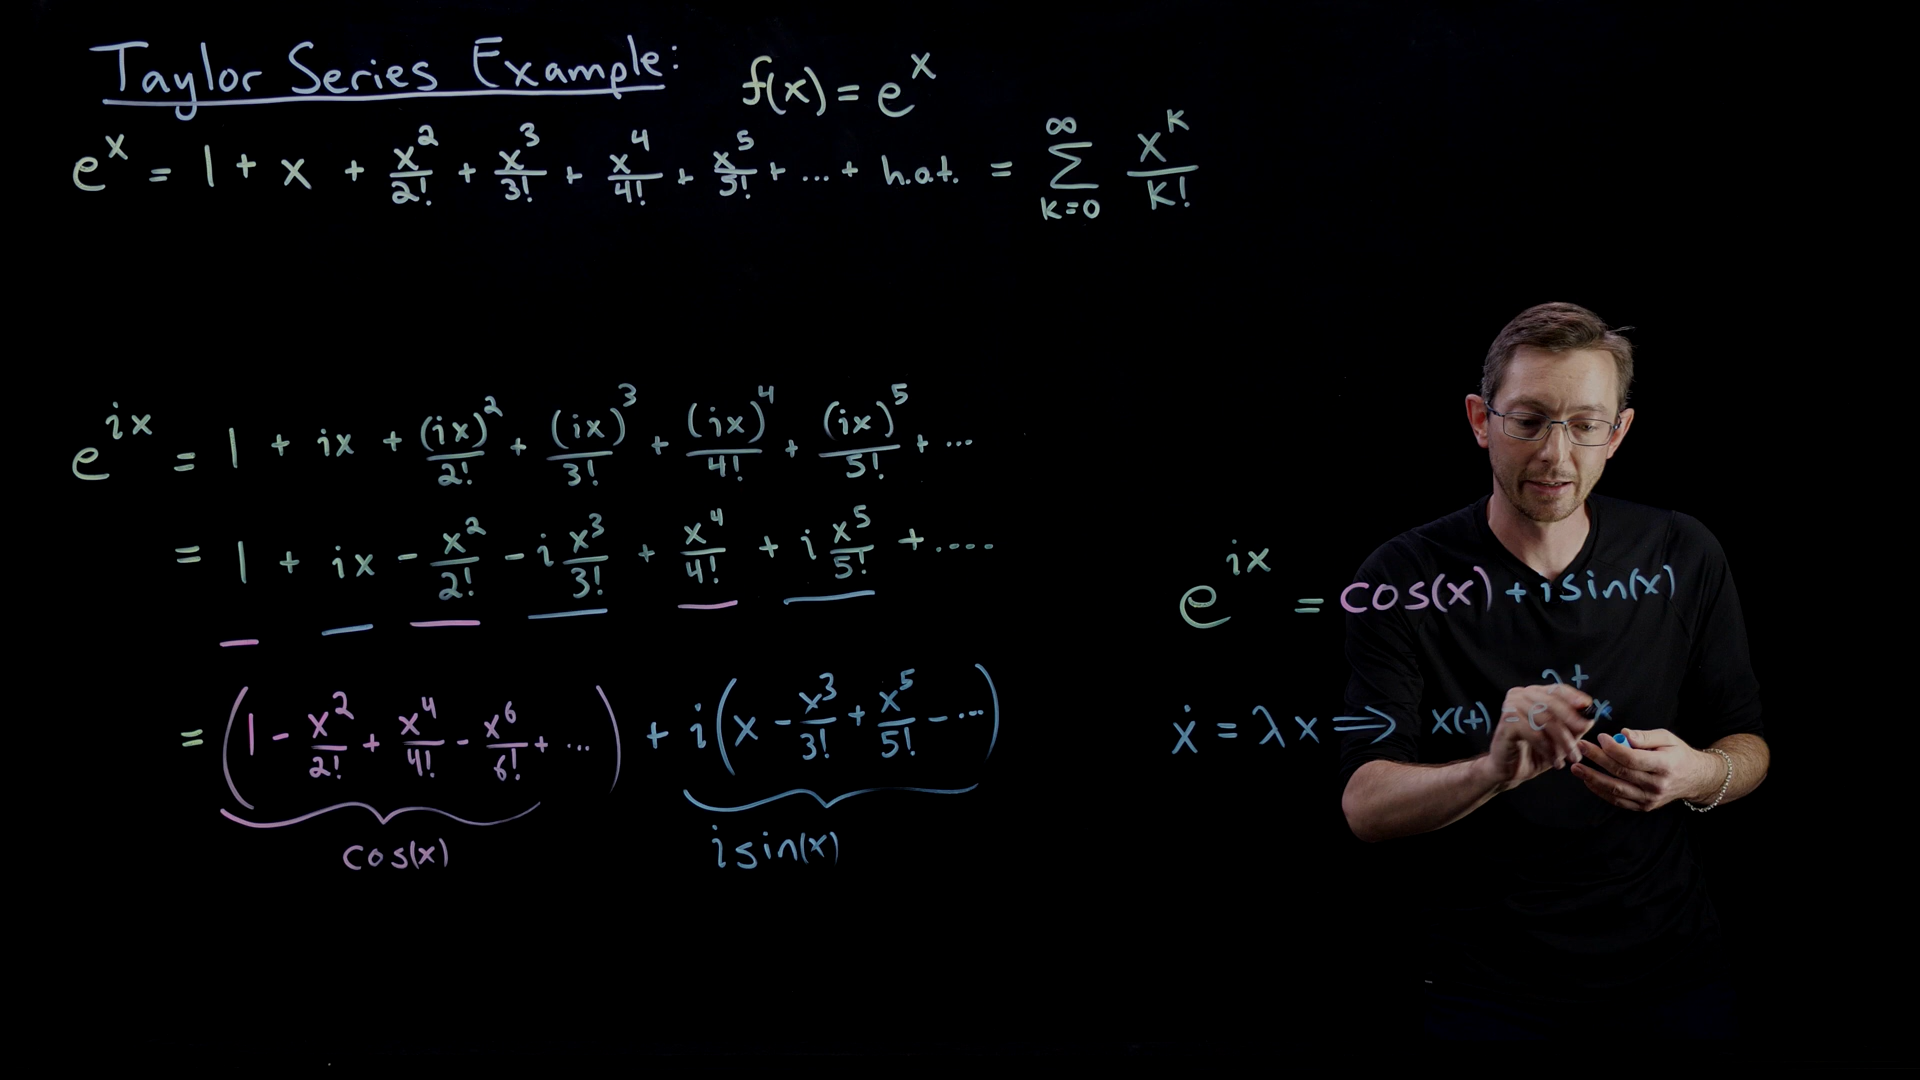 Taylor Series Example: f(x) = e^x
e^x = 1 + x + x^2/2! + x^3/3! + x^4/4! + x^5/5! + ... + h.o.t. = ∑_{k=0}^{∞} x^k/k!
e^{ix} = 1 + ix + (ix)^2/2! + (ix)^3/3! + (ix)^4/4! + (ix)^5/5! + ...
= 1 + ix - x^2/2! - i x^3/3! + x^4/4! + i x^5/5! + ....
e^{ix} = cos(x) + i sin(x)
= (1 - x^2/2! + x^4/4! - x^6/6! + ...) + i(x - x^3/3! + x^5/5! - ...)
cos(x) i sin(x)
ẋ = λx ⟹ x(t) = e^{λt} x